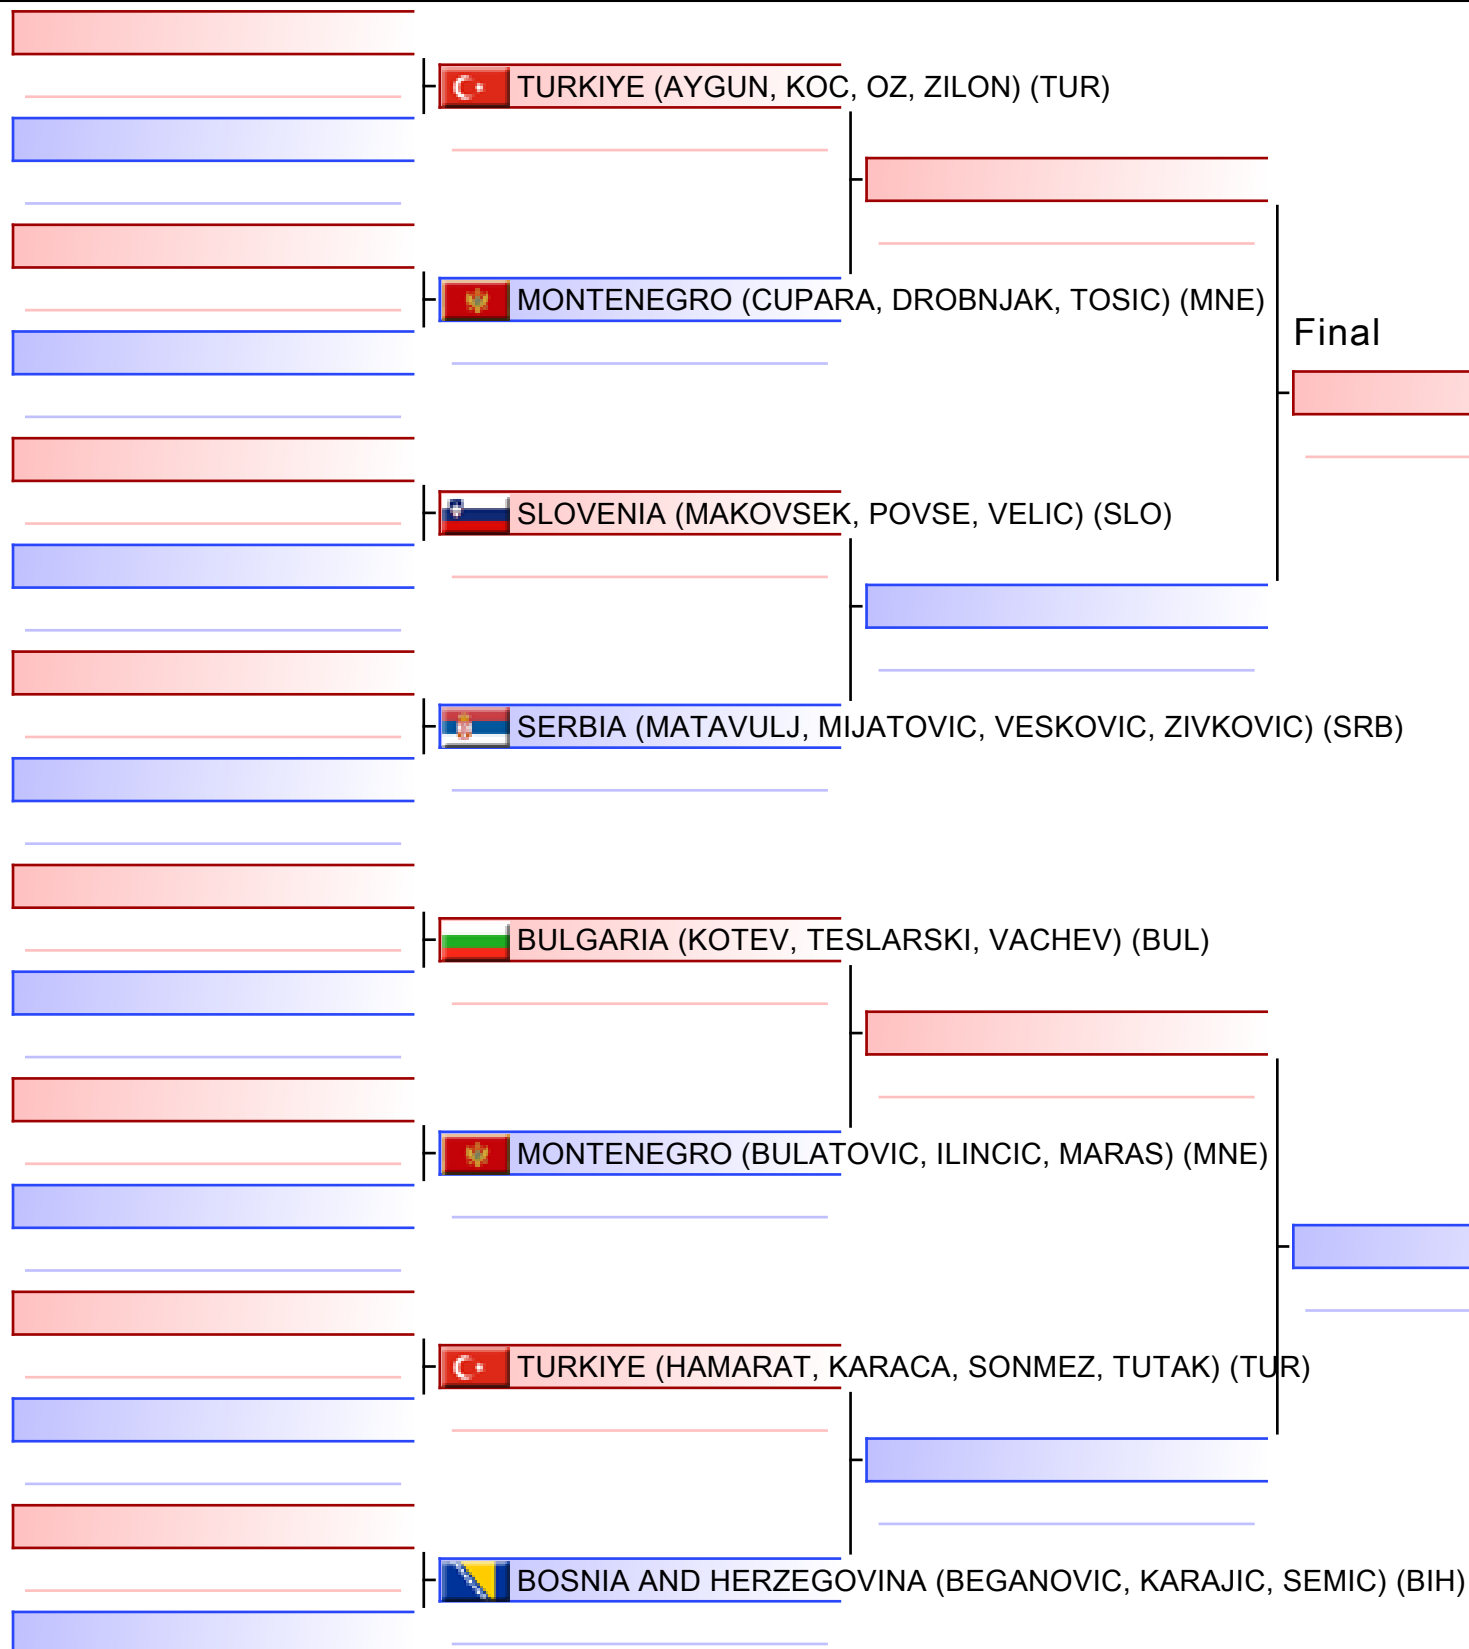 TURKIYE (AYGUN, KOC, OZ, ZILON) (TUR)
MONTENEGRO (CUPARA, DROBNJAK, TOSIC) (MNE)
Final
SLOVENIA (MAKOVSEK, POVSE, VELIC) (SLO)
SERBIA (MATAVULJ, MIJATOVIC, VESKOVIC, ZIVKOVIC) (SRB)
BULGARIA (KOTEV, TESLARSKI, VACHEV) (BUL)
MONTENEGRO (BULATOVIC, ILINCIC, MARAS) (MNE)
TURKIYE (HAMARAT, KARACA, SONMEZ, TUTAK) (TUR)
BOSNIA AND HERZEGOVINA (BEGANOVIC, KARAJIC, SEMIC) (BIH)